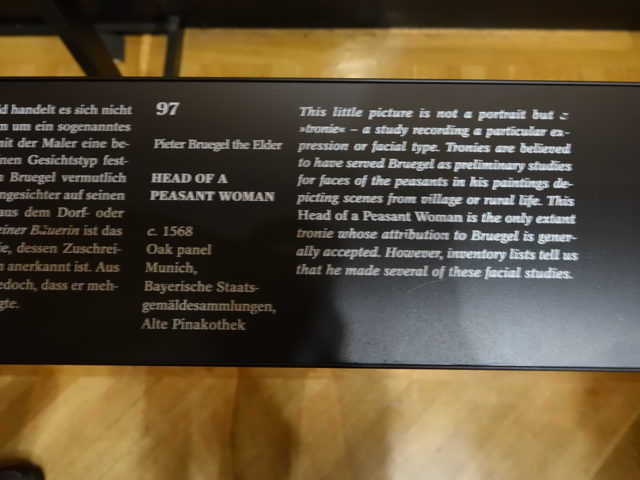 d handelt es sich nicht
m um ein sogenanntes
mit der Maler eine be-
nen Gesichtstyp fest-
Bruegel vermutlich
ngesichter auf seinen
aus dem Dorf- oder
einer Bäuerin ist das
ie, dessen Zuschrei-
n anerkannt ist. Aus
edoch, dass er meh-
gte.
97
Pieter Bruegel the Elder
HEAD OF A
PEASANT WOMAN
c. 1568
Oak panel
Munich,
Bayerische Staats-
gemäldesammlungen,
Alte Pinakothek
This little picture is not a portrait but a
»tronie« – a study recording a particular ex-
pression or facial type. Tronies are believed
to have served Bruegel as preliminary studies
for faces of the peasants in his paintings de-
picting scenes from village or rural life. This
Head of a Peasant Woman is the only extant
tronie whose attribution to Bruegel is gener-
ally accepted. However, inventory lists tell us
that he made several of these facial studies.